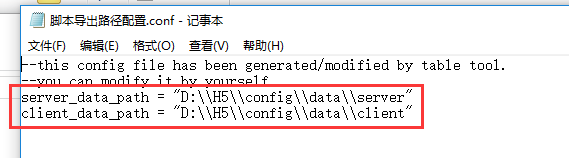 脚本导出路径配置.conf - 记事本
文件(F) 编辑(E) 格式(O) 查看(V) 帮助(H)
--this config file has been generated/modified by table tool.
--you can modify it by yourself
server_data_path = "D:\\H5\\config\\data\\server"
client_data_path = "D:\\H5\\config\\data\\client"